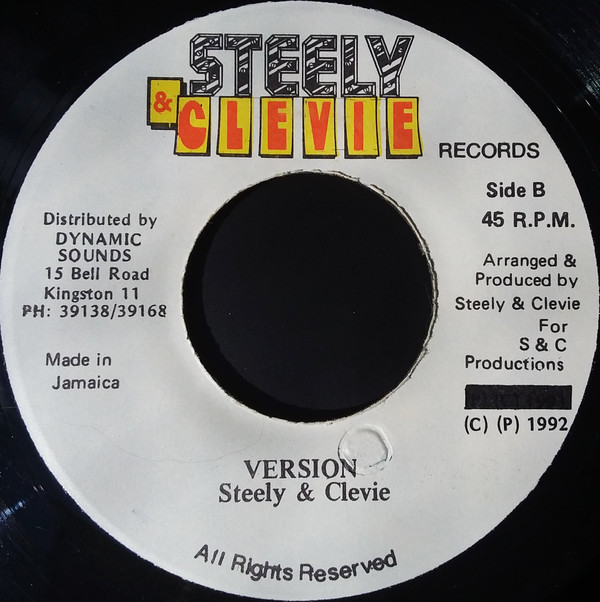 STEELY
& CLEVIE
RECORDS
Side B
45 R.P.M.
Distributed by
DYNAMIC
SOUNDS
15 Bell Road
Kingston 11
PH: 39138/39168
Made in
Jamaica
Arranged &
Produced by
Steely & Clevie
For
S & C
Productions
(C) (P) 1992
VERSION
Steely & Clevie
All Rights Reserved